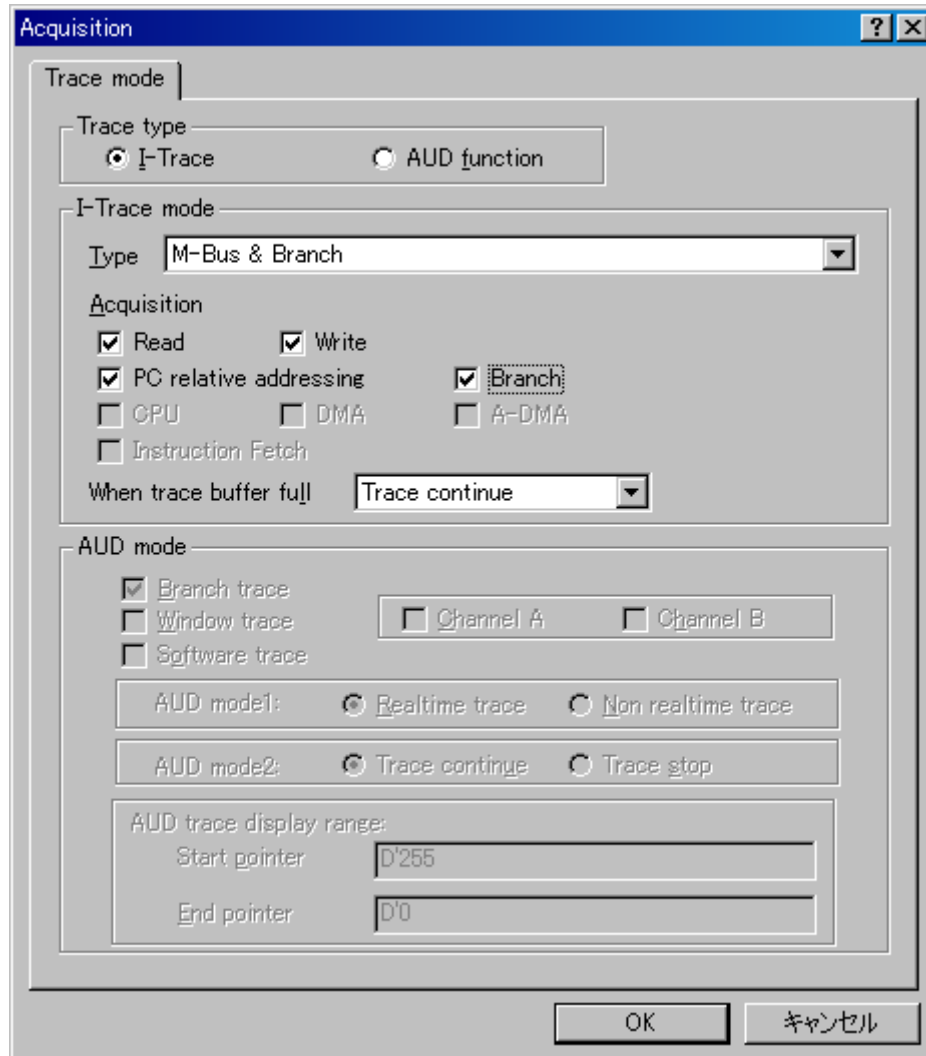 Acquisition
Trace mode
Trace type
I-Trace AUD function
I-Trace mode
Type M-Bus & Branch
Acquisition
Read Write
PC relative addressing Branch
CPU DMA A-DMA
Instruction Fetch
When trace buffer full Trace continue
AUD mode
Branch trace
Window trace Channel A Channel B
Software trace
AUD mode1: Realtime trace Non realtime trace
AUD mode2: Trace continue Trace stop
AUD trace display range:
Start pointer D'255
End pointer D'0
OK キャンセル